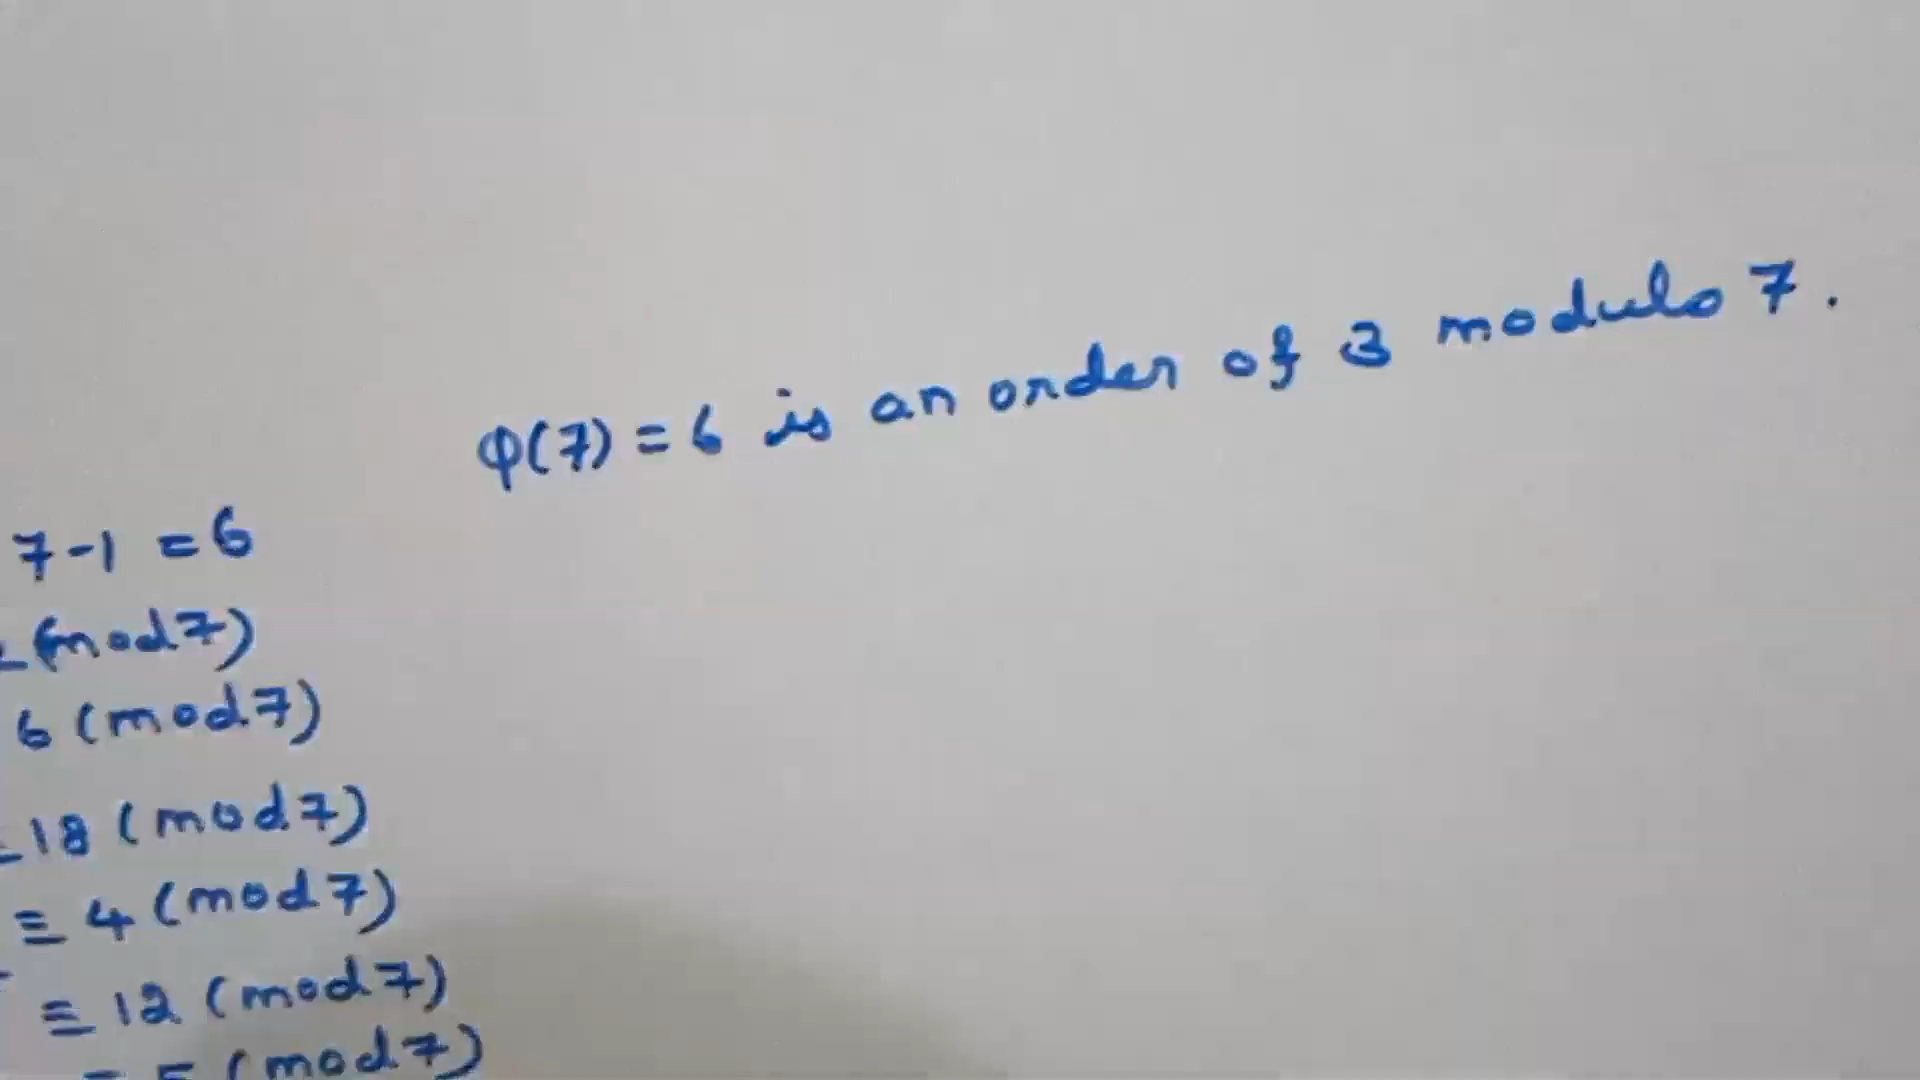 φ(7) = 6 is an order of 3 modulo 7.
7-1 = 6
(mod 7)
6 (mod 7)
18 (mod 7)
≡ 4 (mod 7)
≡ 12 (mod 7)
5 (mod 7)